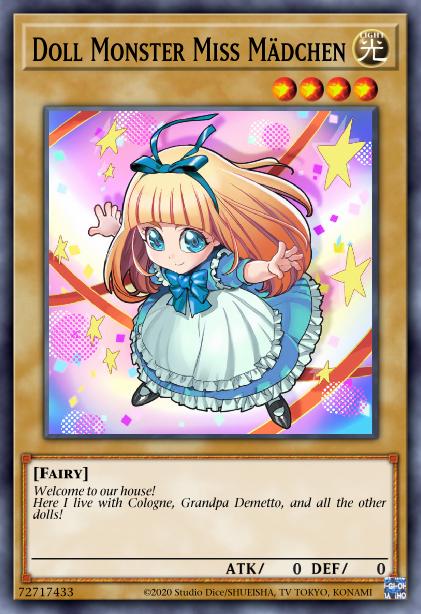 DOLL MONSTER MISS MÄDCHEN
LIGHT
光
[FAIRY]
Welcome to our house!
Here I live with Cologne, Grandpa Demetto, and all the other
dolls!
ATK/ 0 DEF/ 0
72717433
©2020 Studio Dice/SHUEISHA, TV TOKYO, KONAMI